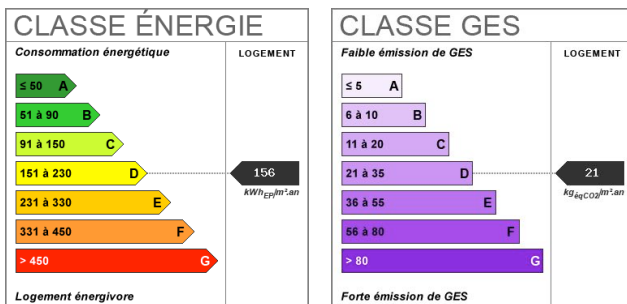 CLASSE ÉNERGIE
Consommation énergétique
LOGEMENT
≤ 50 A
51 à 90 B
91 à 150 C
151 à 230 D
156
kWhEP/m².an
231 à 330 E
331 à 450 F
> 450 G
Logement énergivore
CLASSE GES
Faible émission de GES
LOGEMENT
≤ 5 A
6 à 10 B
11 à 20 C
21 à 35 D
21
kgéqCO2/m².an
36 à 55 E
56 à 80 F
> 80 G
Forte émission de GES